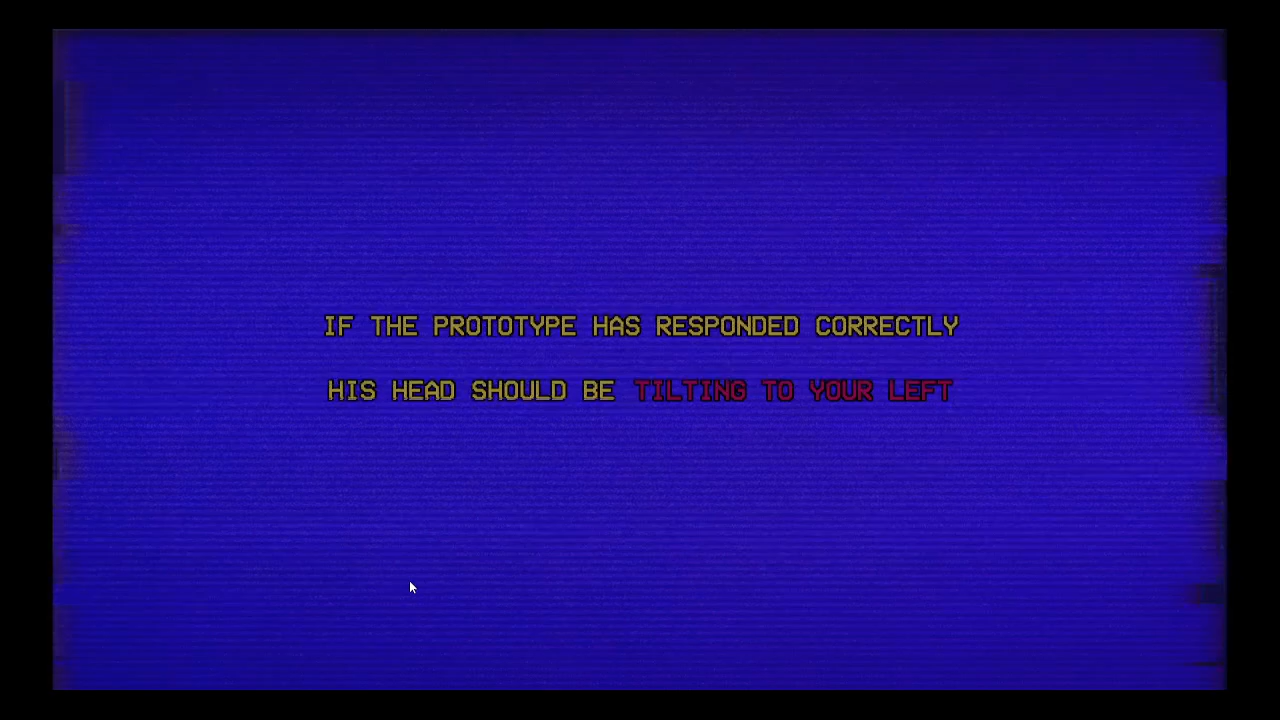 IF THE PROTOTYPE HAS RESPONDED CORRECTLY
HIS HEAD SHOULD BE TILTING TO YOUR LEFT